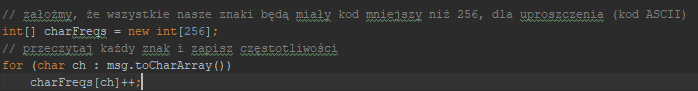 // załóżmy, że wszystkie nasze znaki będą miały kod mniejszy niż 256, dla uproszczenia (kod ASCII)
int[] charFreqs = new int[256];
// przeczytaj każdy znak i zapisz częstotliwości
for (char ch : msg.toCharArray())
    charFreqs[ch]++;